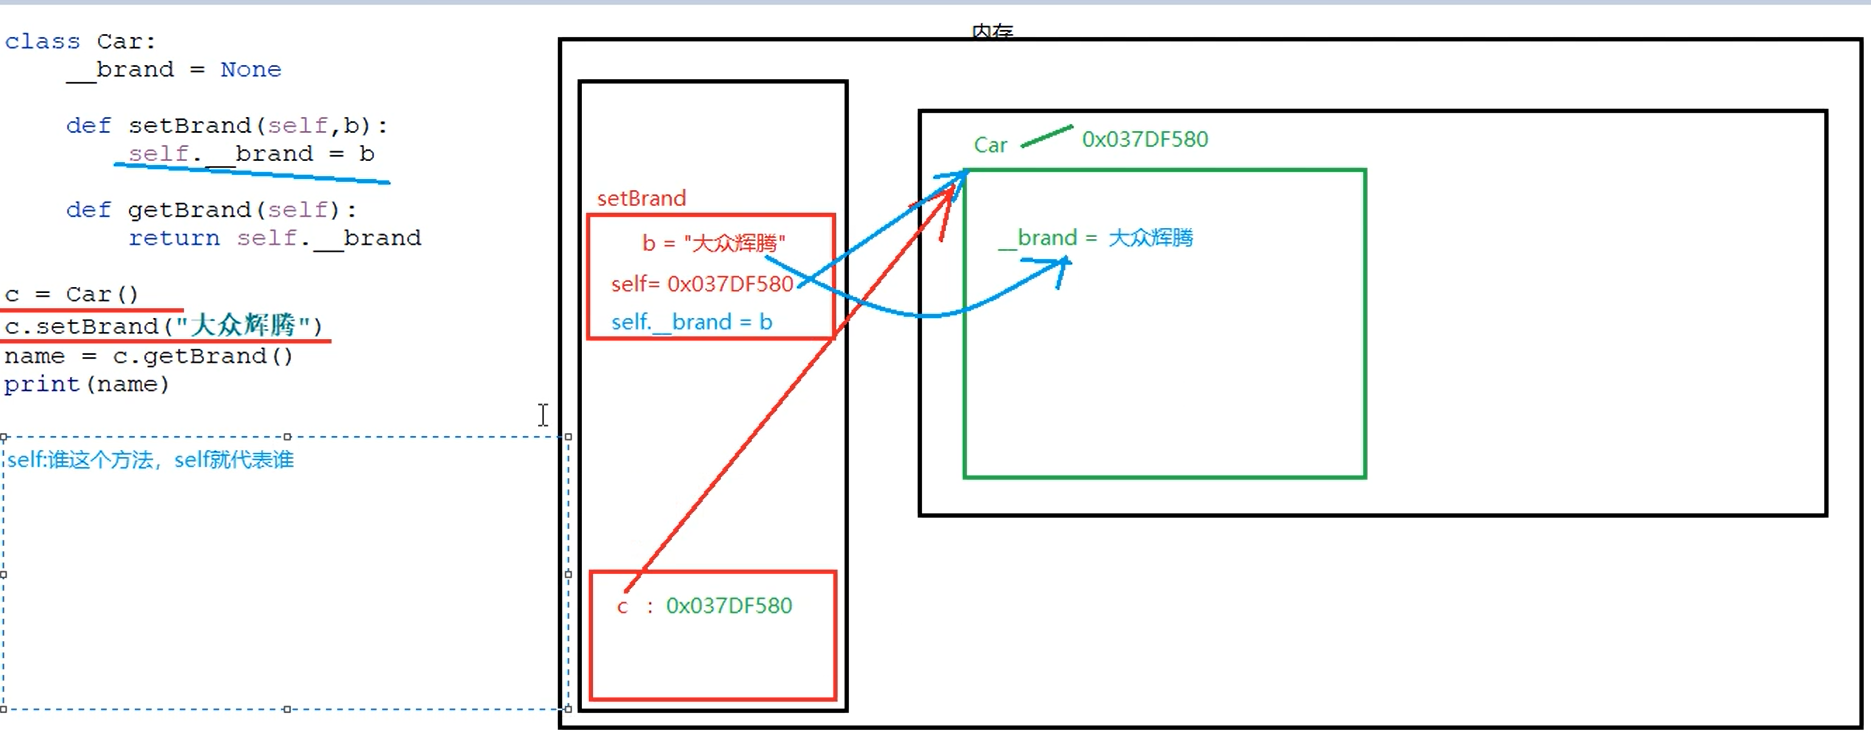 class Car:
    __brand = None
    def setBrand(self,b):
        self.__brand = b
    def getBrand(self):
        return self.__brand
c = Car()
c.setBrand("大众辉腾")
name = c.getBrand()
print(name)
self:谁这个方法，self就代表谁
内存
setBrand
b = "大众辉腾"
self= 0x037DF580
self.__brand = b
c : 0x037DF580
Car 0x037DF580
__brand = 大众辉腾